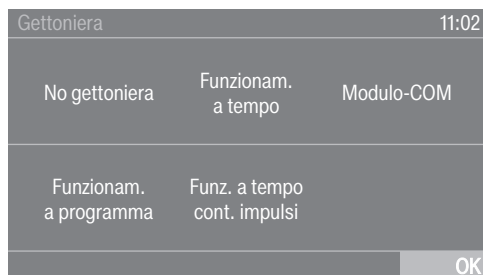 Gettoniera 11:02
No gettoniera
Funzionam.
a tempo
Modulo-COM
Funzionam.
a programma
Funz. a tempo
cont. impulsi
OK